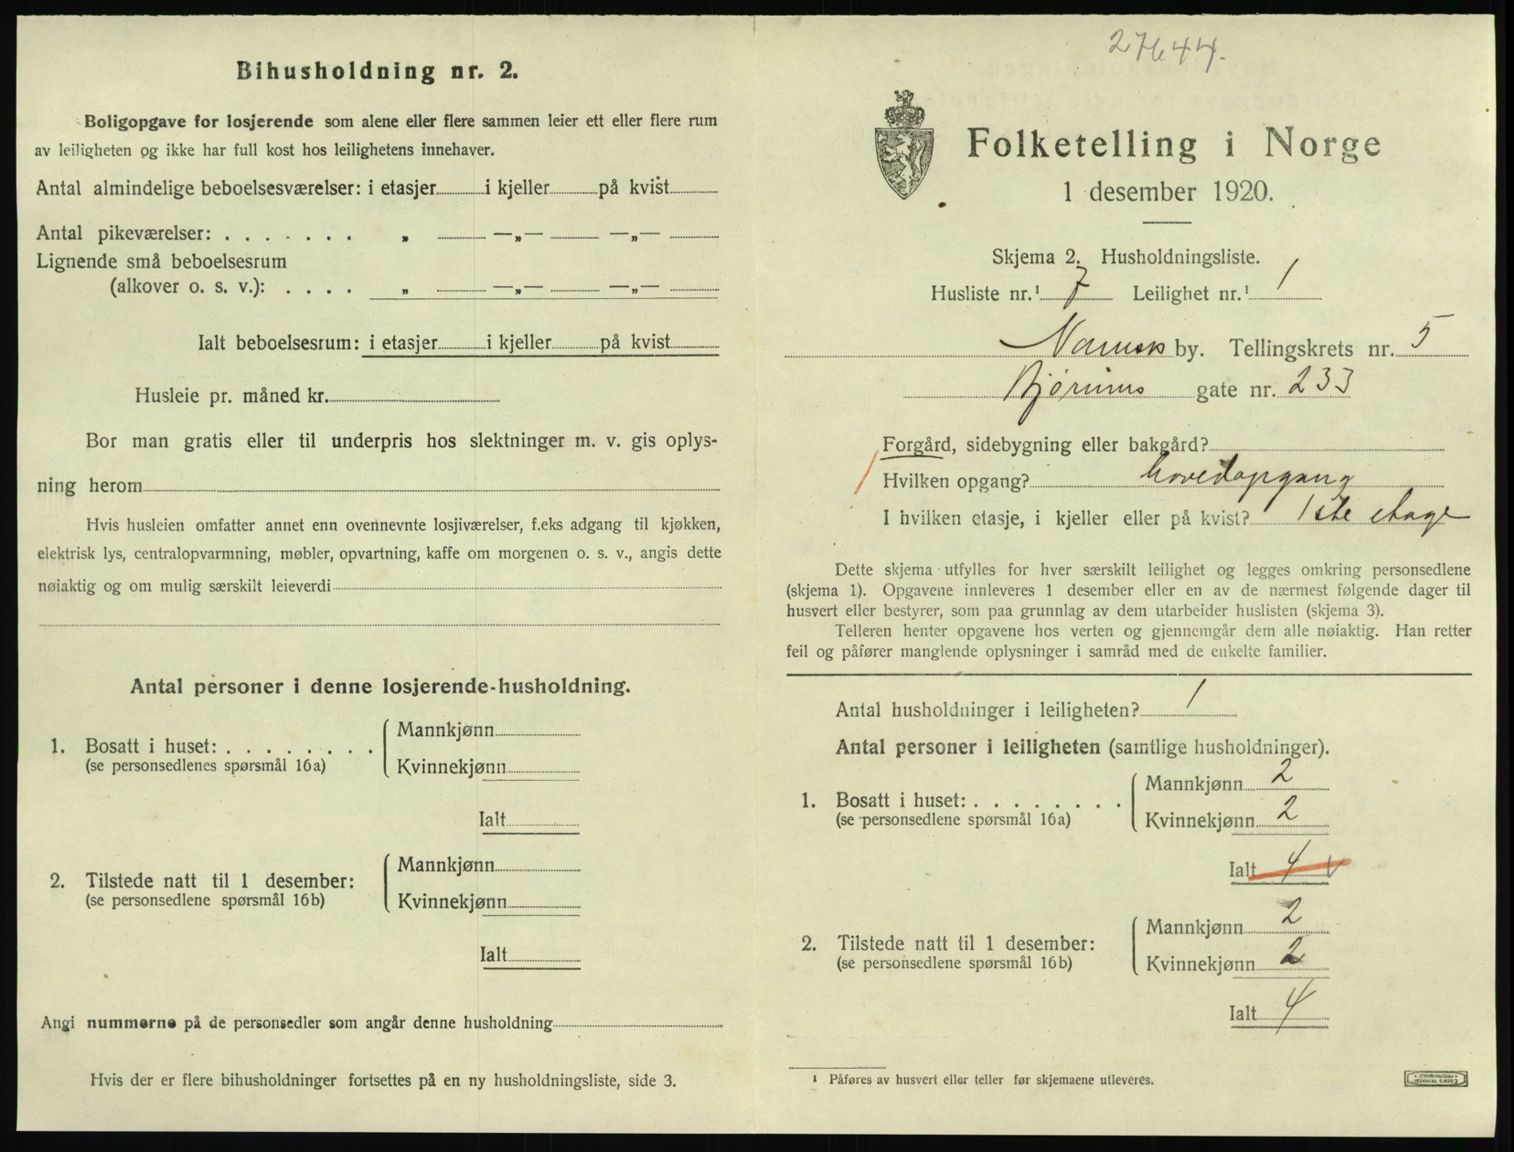 Bihusholdning nr. 2.
Boligopgave for losjerende som alene eller flere sammen leier ett eller flere rum
av leiligheten og ikke har full kost hos leilighetens innehaver.
Antal almindelige beboelsesværelser: i etasjer i kjeller på kvist
Antal pikeværelser: . . . . . . . „ —„— —„—
Lignende små beboelsesrum
(alkover o. s. v.): . . . . „ —„— —„—
Ialt beboelsesrum: i etasjer i kjeller på kvist
Husleie pr. måned kr.
Bor man gratis eller til underpris hos slektninger m. v. gis oplys-
ning herom
Hvis husleien omfatter annet enn ovennevnte losjiværelser, f.eks adgang til kjøkken,
elektrisk lys, centralopvarmning, møbler, opvartning, kaffe om morgenen o. s. v., angis dette
nøiaktig og om mulig særskilt leieverdi
Antal personer i denne losjerende-husholdning.
1. Bosatt i huset: . . . . . . . . Mannkjønn
(se personsedlenes spørsmål 16a) Kvinnekjønn
Ialt
2. Tilstede natt til 1 desember: Mannkjønn
(se personsedlene spørsmål 16b) Kvinnekjønn
Ialt
Angi nummerne på de personsedler som angår denne husholdning
Hvis der er flere bihusholdninger fortsettes på en ny husholdningsliste, side 3.
27644.
Folketelling i Norge
1 desember 1920.
Skjema 2. Husholdningsliste.
Husliste nr.¹ 7 Leilighet nr.¹ 1
Namsos by. Tellingskrets nr. 5
Bjørums gate nr. 233
Forgård, sidebygning eller bakgård?
Hvilken opgang? hovedopgang
I hvilken etasje, i kjeller eller på kvist? 1ste etage
Dette skjema utfylles for hver særskilt leilighet og legges omkring personsedlene
(skjema 1). Opgavene innleveres 1 desember eller en av de nærmest følgende dager til
husvert eller bestyrer, som paa grunnlag av dem utarbeider huslisten (skjema 3).
Telleren henter opgavene hos verten og gjennemgår dem alle nøiaktig. Han retter
feil og påfører manglende oplysninger i samråd med de enkelte familier.
Antal husholdninger i leiligheten? 1
Antal personer i leiligheten (samtlige husholdninger).
1. Bosatt i huset: . . . . . . . . Mannkjønn 2
(se personsedlene spørsmål 16a) Kvinnekjønn 2
Ialt 4
2. Tilstede natt til 1 desember: Mannkjønn 2
(se personsedlene spørsmål 16b) Kvinnekjønn 2
Ialt 4
¹ Påføres av husvert eller teller før skjemaene utleveres.